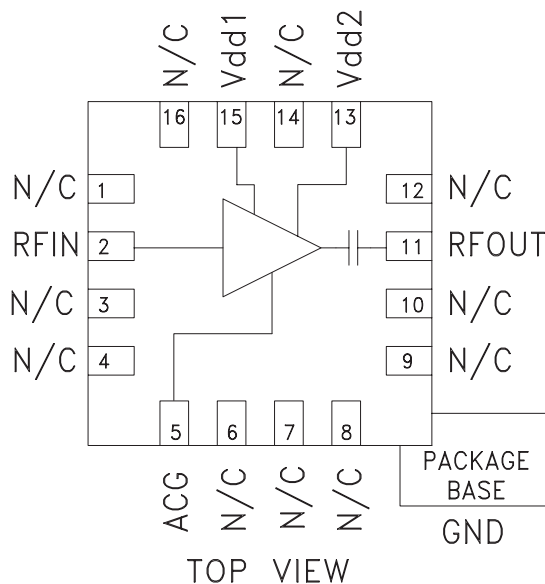 N/C
Vdd1
N/C
Vdd2
16
15
14
13
N/C 1
12 N/C
RFIN 2
11 RFOUT
N/C 3
10 N/C
N/C 4
9 N/C
5
6
7
8
ACG
N/C
N/C
N/C
PACKAGE
BASE
GND
TOP VIEW